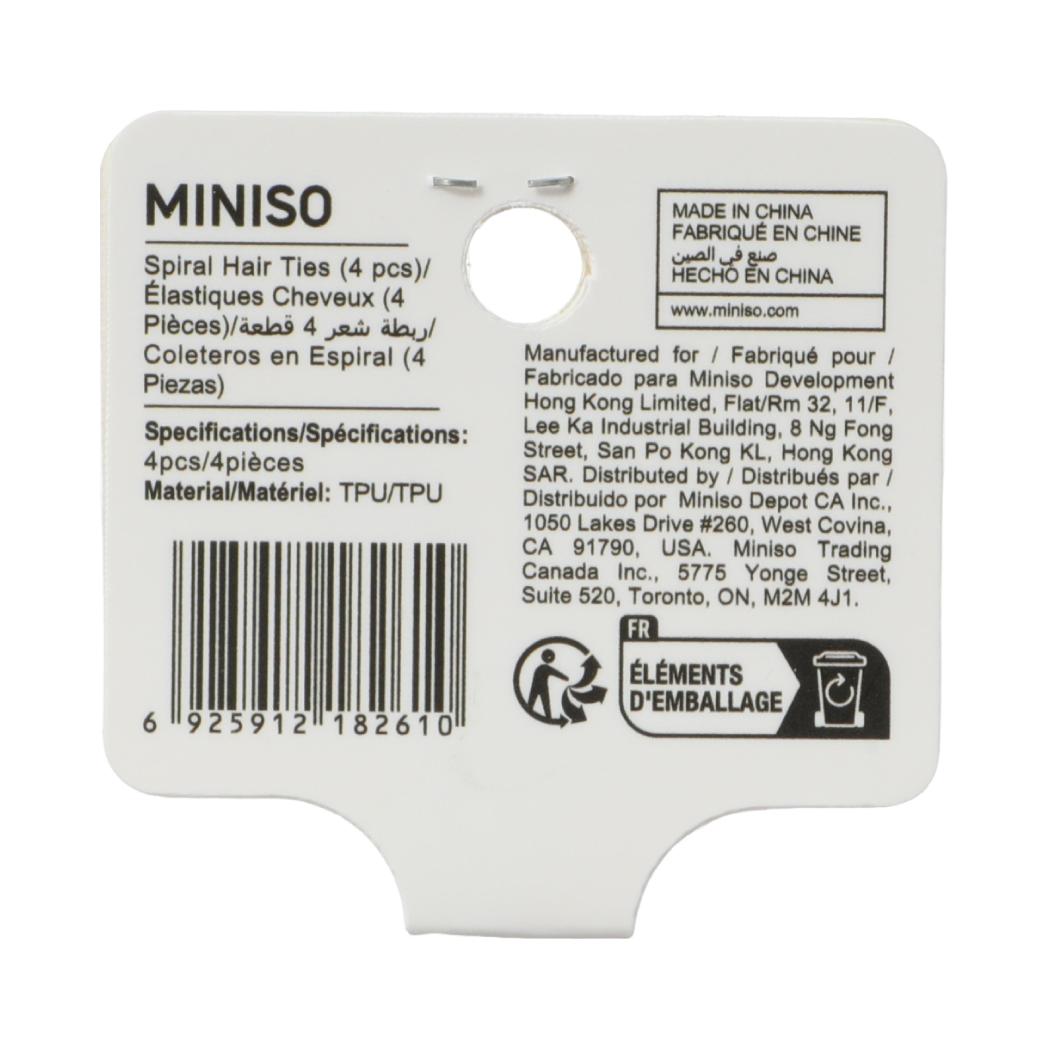 MINISO
Spiral Hair Ties (4 pcs)/
Élastiques Cheveux (4
Pièces)/ربطة شعر 4 قطعة/
Coleteros en Espiral (4
Piezas)
Specifications/Spécifications:
4pcs/4pièces
Material/Matériel: TPU/TPU
6 925912 182610
MADE IN CHINA
FABRIQUÉ EN CHINE
صنع في الصين
HECHO EN CHINA
www.miniso.com
Manufactured for / Fabriqué pour /
Fabricado para Miniso Development
Hong Kong Limited, Flat/Rm 32, 11/F,
Lee Ka Industrial Building, 8 Ng Fong
Street, San Po Kong KL, Hong Kong
SAR. Distributed by / Distribués par /
Distribuido por Miniso Depot CA Inc.,
1050 Lakes Drive #260, West Covina,
CA 91790, USA. Miniso Trading
Canada Inc., 5775 Yonge Street,
Suite 520, Toronto, ON, M2M 4J1.
FR
ÉLÉMENTS
D'EMBALLAGE